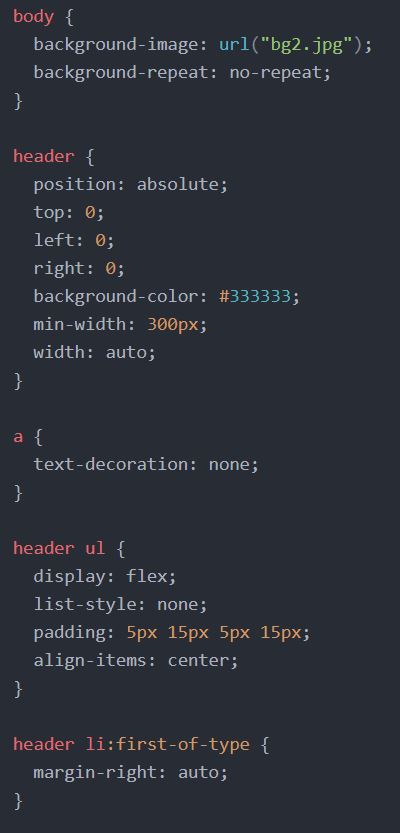 body {
  background-image: url("bg2.jpg");
  background-repeat: no-repeat;
}

header {
  position: absolute;
  top: 0;
  left: 0;
  right: 0;
  background-color: #333333;
  min-width: 300px;
  width: auto;
}

a {
  text-decoration: none;
}

header ul {
  display: flex;
  list-style: none;
  padding: 5px 15px 5px 15px;
  align-items: center;
}

header li:first-of-type {
  margin-right: auto;
}